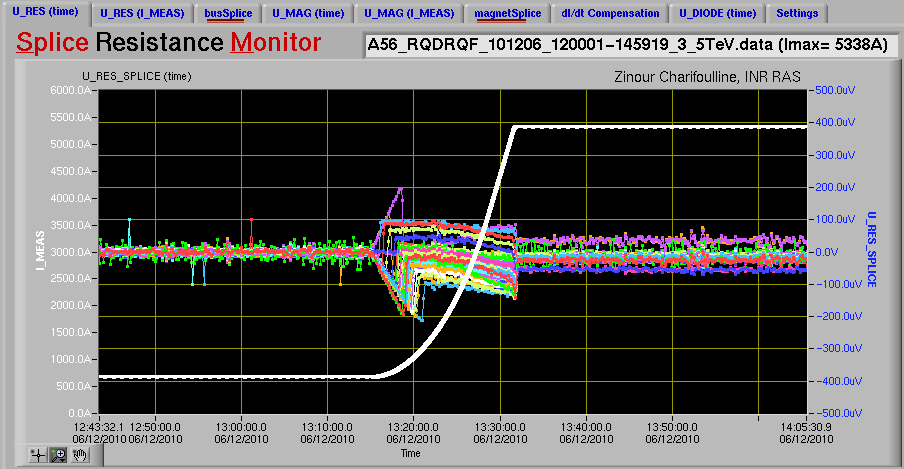 U_RES (time) U_RES (I_MEAS) busSplice U_MAG (time) U_MAG (I_MEAS) magnetSplice dI/dt Compensation U_DIODE (time) Settings
Splice Resistance Monitor A56_RQDRQF_101206_120001-145919_3_5TeV.data (Imax= 5338A)
U_RES_SPLICE (time) Zinour Charifoulline, INR RAS
6000.0A 500.0uV
5500.0A 400.0uV
5000.0A 300.0uV
4500.0A 200.0uV
4000.0A 100.0uV
3500.0A 0.0uV
3000.0A -100.0uV
2500.0A -200.0uV
2000.0A -300.0uV
1500.0A -400.0uV
1000.0A -500.0uV
500.0A
0.0A
I_MEAS
U_RES_SPLICE
12:43:32.1 12:50:00.0 13:00:00.0 13:10:00.0 13:20:00.0 13:30:00.0 13:40:00.0 13:50:00.0 14:05:30.9
06/12/2010 06/12/2010 06/12/2010 06/12/2010 06/12/2010 06/12/2010 06/12/2010 06/12/2010 06/12/2010
Time